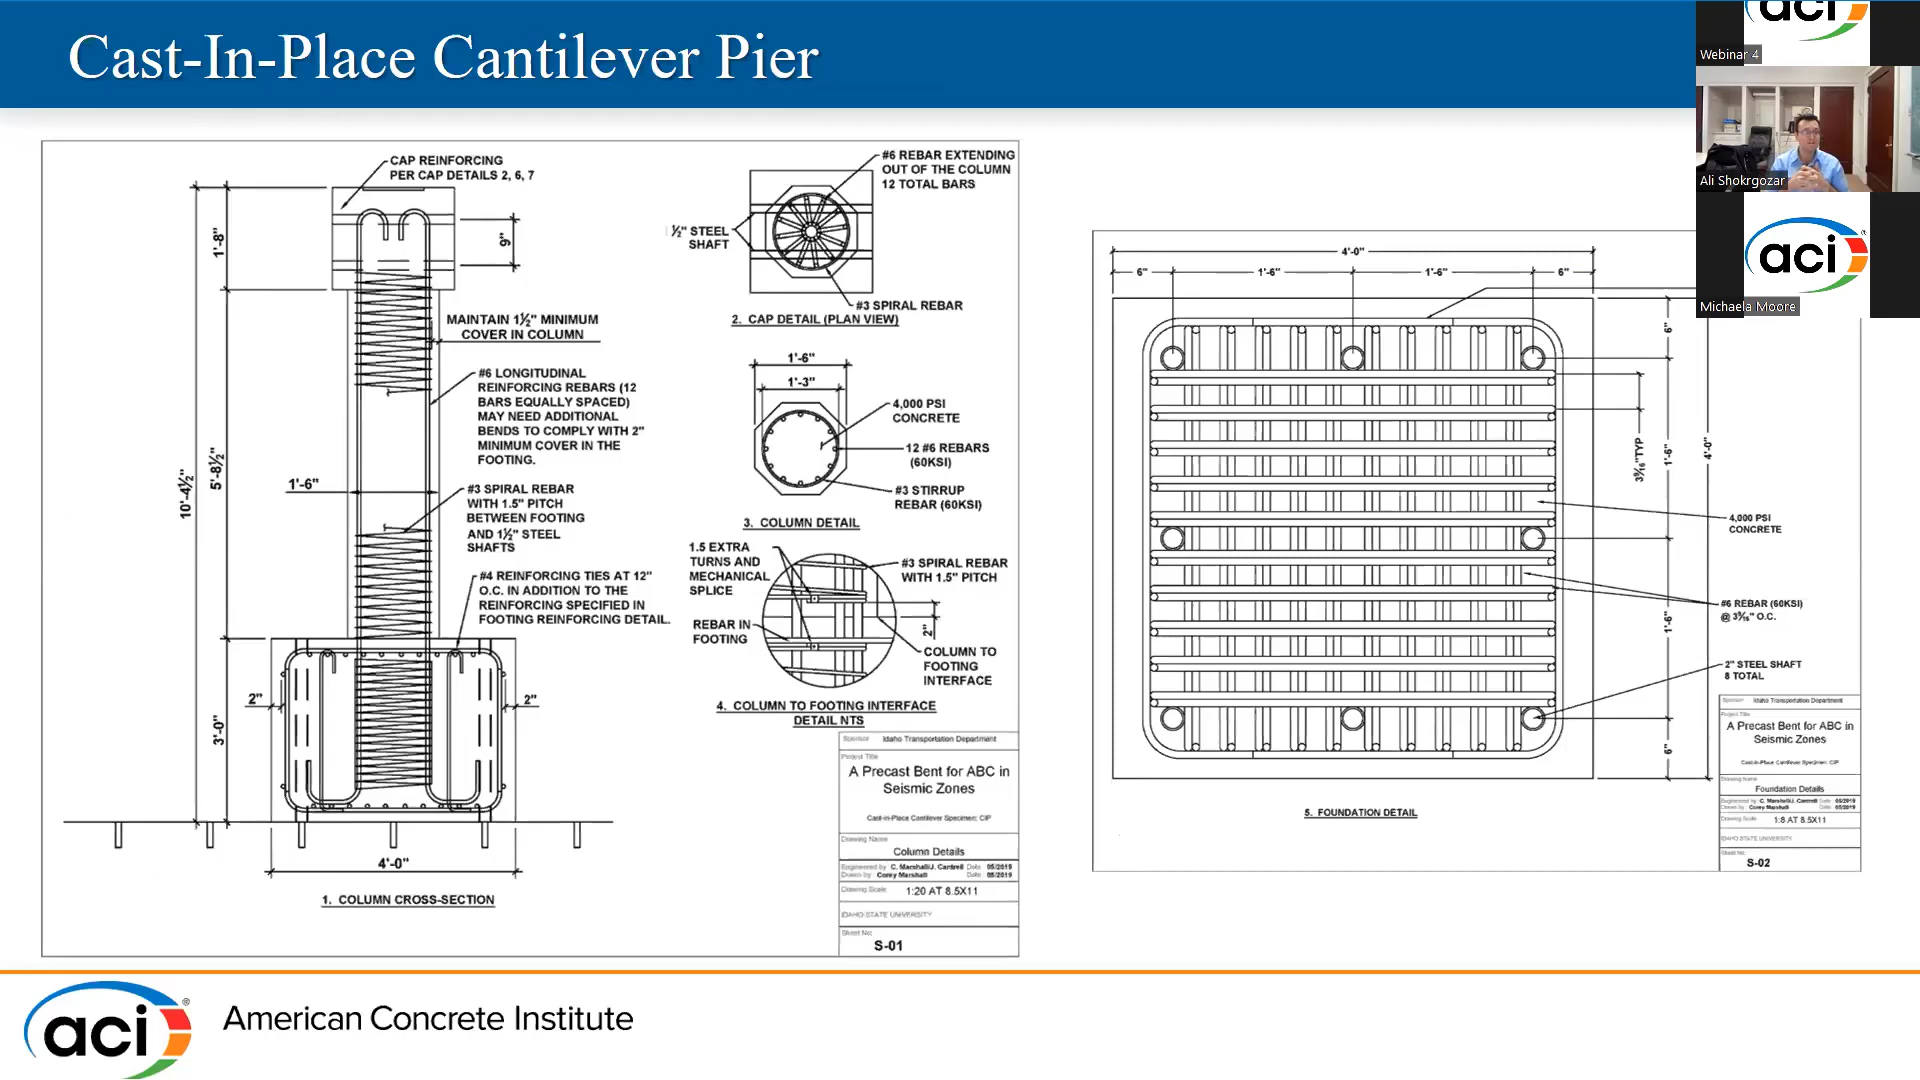 Cast-In-Place Cantilever Pier
CAP REINFORCING
PER CAP DETAILS 2, 6, 7
1'-8"
9"
MAINTAIN 1½" MINIMUM
COVER IN COLUMN
#6 LONGITUDINAL
REINFORCING REBARS (12
BARS EQUALLY SPACED)
MAY NEED ADDITIONAL
BENDS TO COMPLY WITH 2"
MINIMUM COVER IN THE
FOOTING.
10'-4½"
5'-8½"
1'-6"
#3 SPIRAL REBAR
WITH 1.5" PITCH
BETWEEN FOOTING
AND 1½" STEEL
SHAFTS
#4 REINFORCING TIES AT 12"
O.C. IN ADDITION TO THE
REINFORCING SPECIFIED IN
FOOTING REINFORCING DETAIL.
2"
2"
3'-0"
4'-0"
1. COLUMN CROSS-SECTION
#6 REBAR EXTENDING
OUT OF THE COLUMN
12 TOTAL BARS
½" STEEL
SHAFT
#3 SPIRAL REBAR
2. CAP DETAIL (PLAN VIEW)
1'-6"
1'-3"
4,000 PSI
CONCRETE
12 #6 REBARS
(60KSI)
#3 STIRRUP
REBAR (60KSI)
3. COLUMN DETAIL
1.5 EXTRA
TURNS AND
MECHANICAL
SPLICE
#3 SPIRAL REBAR
WITH 1.5" PITCH
REBAR IN
FOOTING
2"
COLUMN TO
FOOTING
INTERFACE
4. COLUMN TO FOOTING INTERFACE
DETAIL NTS
Sponsor Idaho Transportation Department
Project Title
A Precast Bent for ABC in
Seismic Zones
Cast-in-Place Cantilever Specimen: CIP
Drawing Name
Column Details
Engineered by C. Marshall/J. Cantrell Date 05/2019
Drawn by: Corey Marshall Date: 05/2019
Drawing Scale 1:20 AT 8.5X11
IDAHO STATE UNIVERSITY
Sheet No:
S-01
4'-0"
6" 1'-6" 1'-6" 6"
6"
3⁹⁄₁₆" TYP
1'-6"
4'-0"
4,000 PSI
CONCRETE
#6 REBAR (60KSI)
@ 3⁹⁄₁₆" O.C.
1'-6"
2" STEEL SHAFT
8 TOTAL
6"
5. FOUNDATION DETAIL
Sponsor Idaho Transportation Department
Project Title
A Precast Bent for ABC in
Seismic Zones
Cast-in-Place Cantilever Specimen: CIP
Drawing Name
Foundation Details
Engineered by: C. Marshall/J. Cantrell Date: 05/2019
Drawn by: Corey Marshall Date: 05/2019
Drawing Scale 1:8 AT 8.5X11
IDAHO STATE UNIVERSITY
Sheet No:
S-02
aci
Webinar 4
Ali Shokrgozar
aci
Michaela Moore
aci®
American Concrete Institute